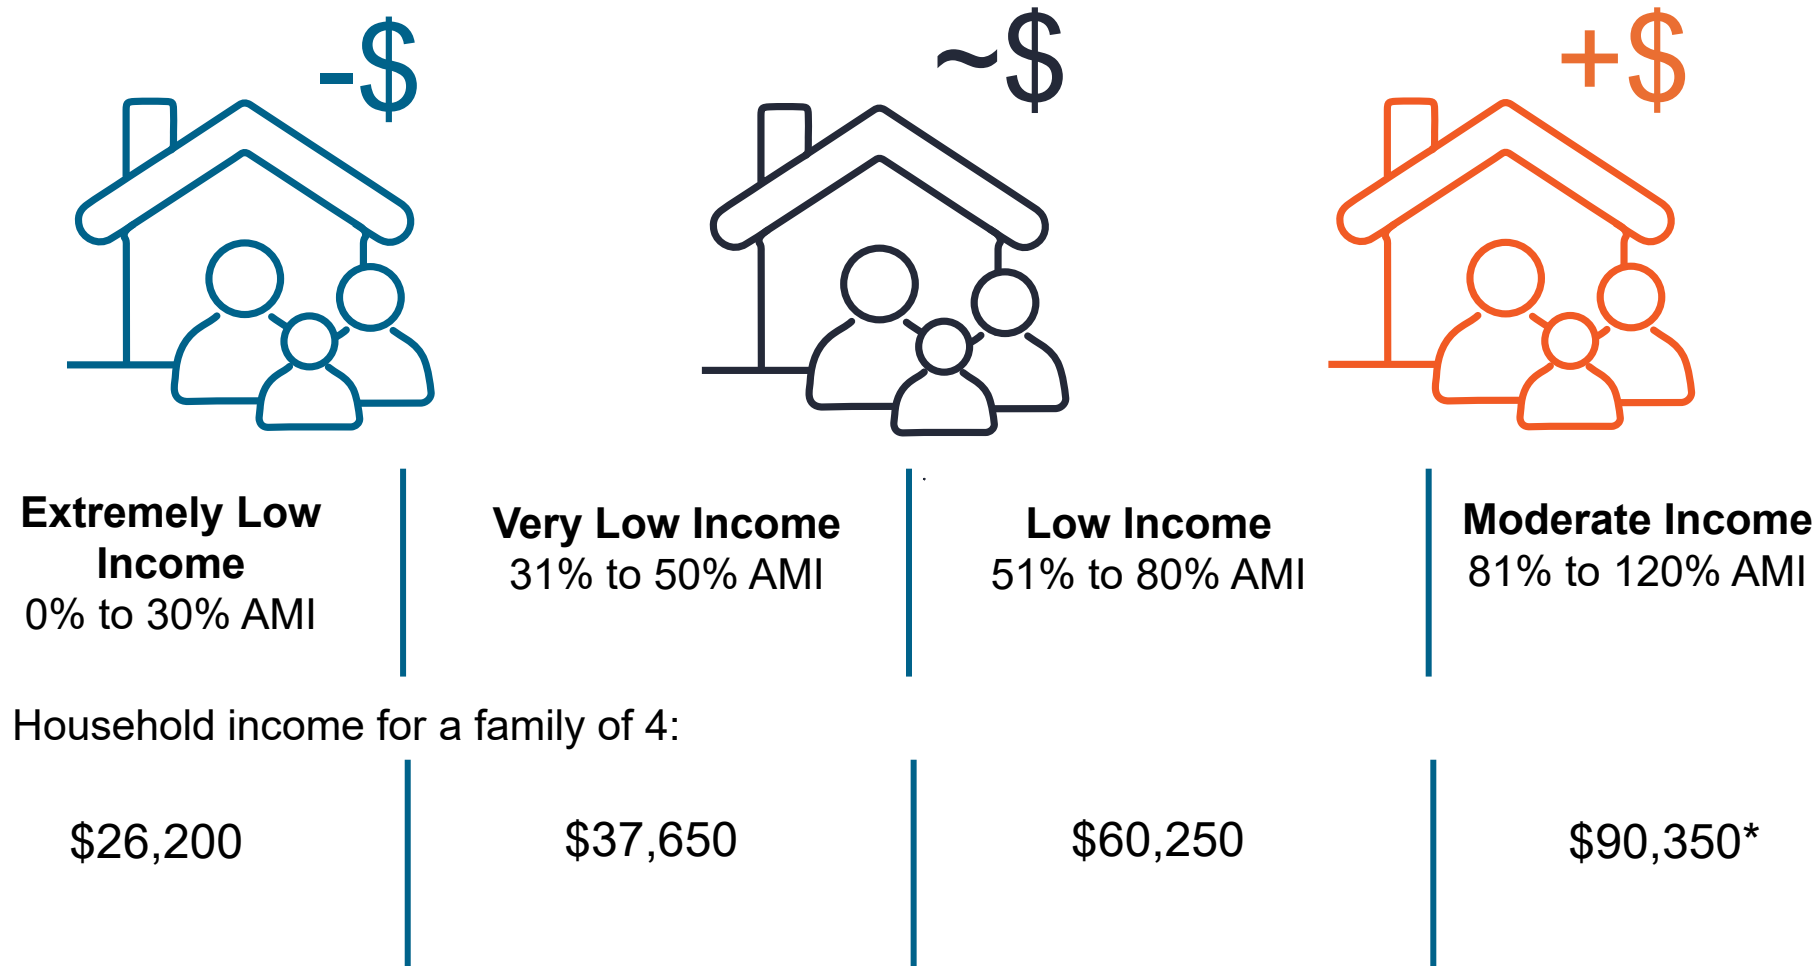 -$
~$
+$
Extremely Low
Income
0% to 30% AMI
Very Low Income
31% to 50% AMI
Low Income
51% to 80% AMI
Moderate Income
81% to 120% AMI
Household income for a family of 4:
$26,200
$37,650
$60,250
$90,350*